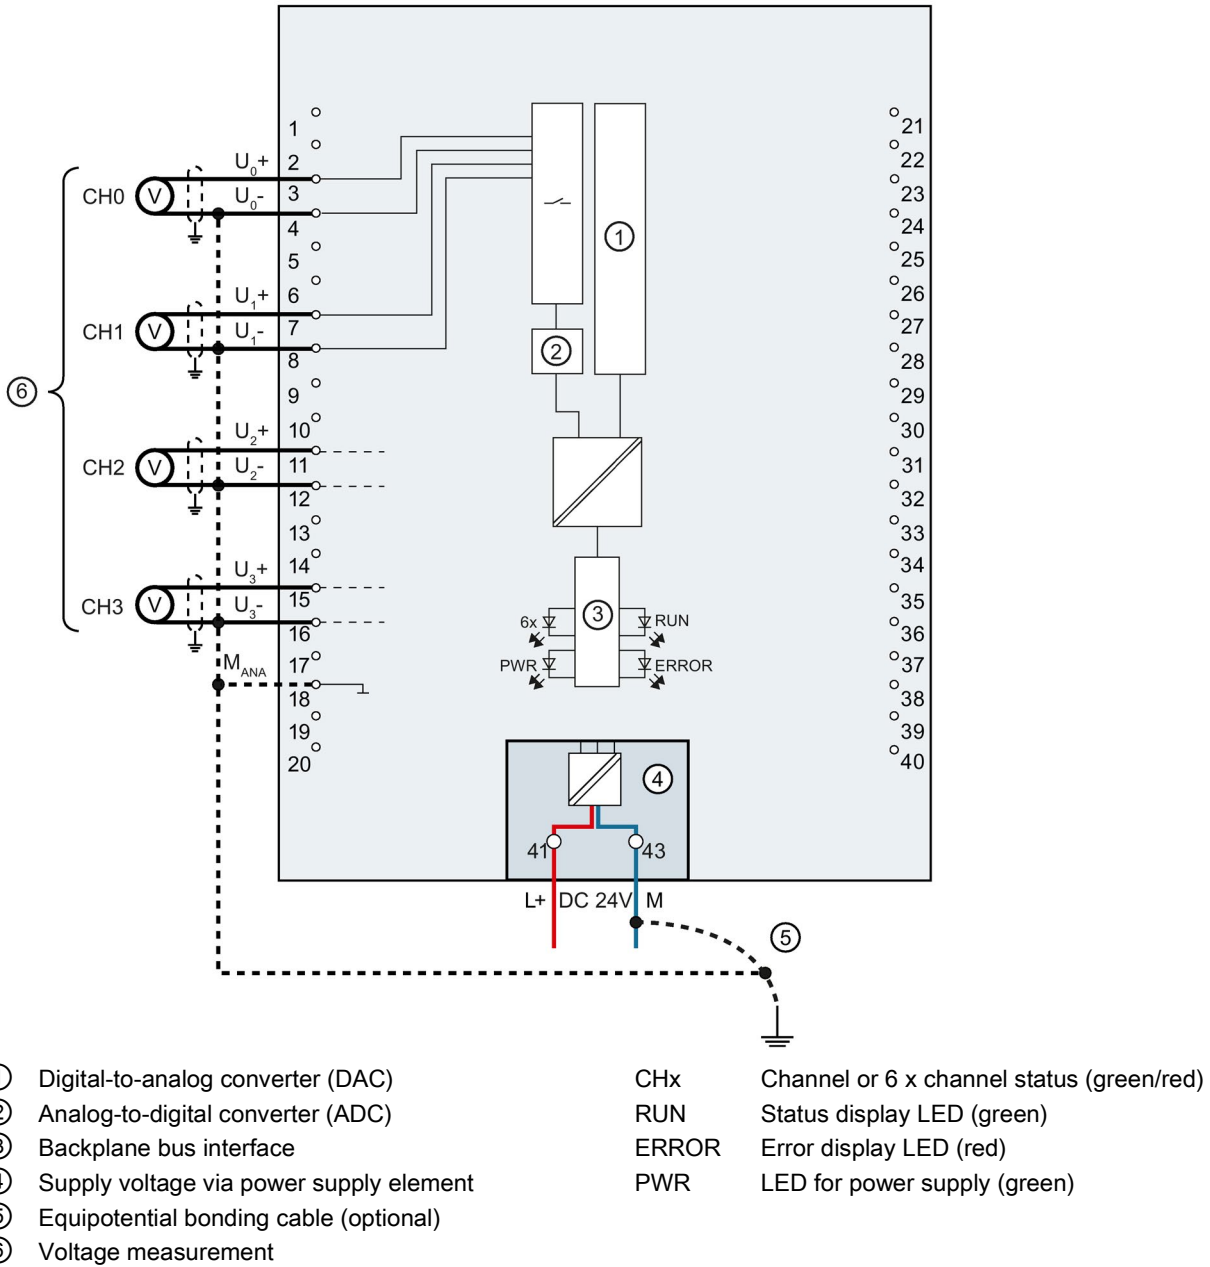 1
2
3
4
5
6
7
8
9
10
11
12
13
14
15
16
17
18
19
20
21
22
23
24
25
26
27
28
29
30
31
32
33
34
35
36
37
38
39
40
CH0 V U0+
U0-
CH1 V U1+
U1-
CH2 V U2+
U2-
CH3 V U3+
U3-
MANA
⑥
①
②
③
6x RUN
PWR ERROR
④
41 43
L+ DC 24V M
⑤
① Digital-to-analog converter (DAC)
② Analog-to-digital converter (ADC)
③ Backplane bus interface
④ Supply voltage via power supply element
⑤ Equipotential bonding cable (optional)
⑥ Voltage measurement
CHx Channel or 6 x channel status (green/red)
RUN Status display LED (green)
ERROR Error display LED (red)
PWR LED for power supply (green)